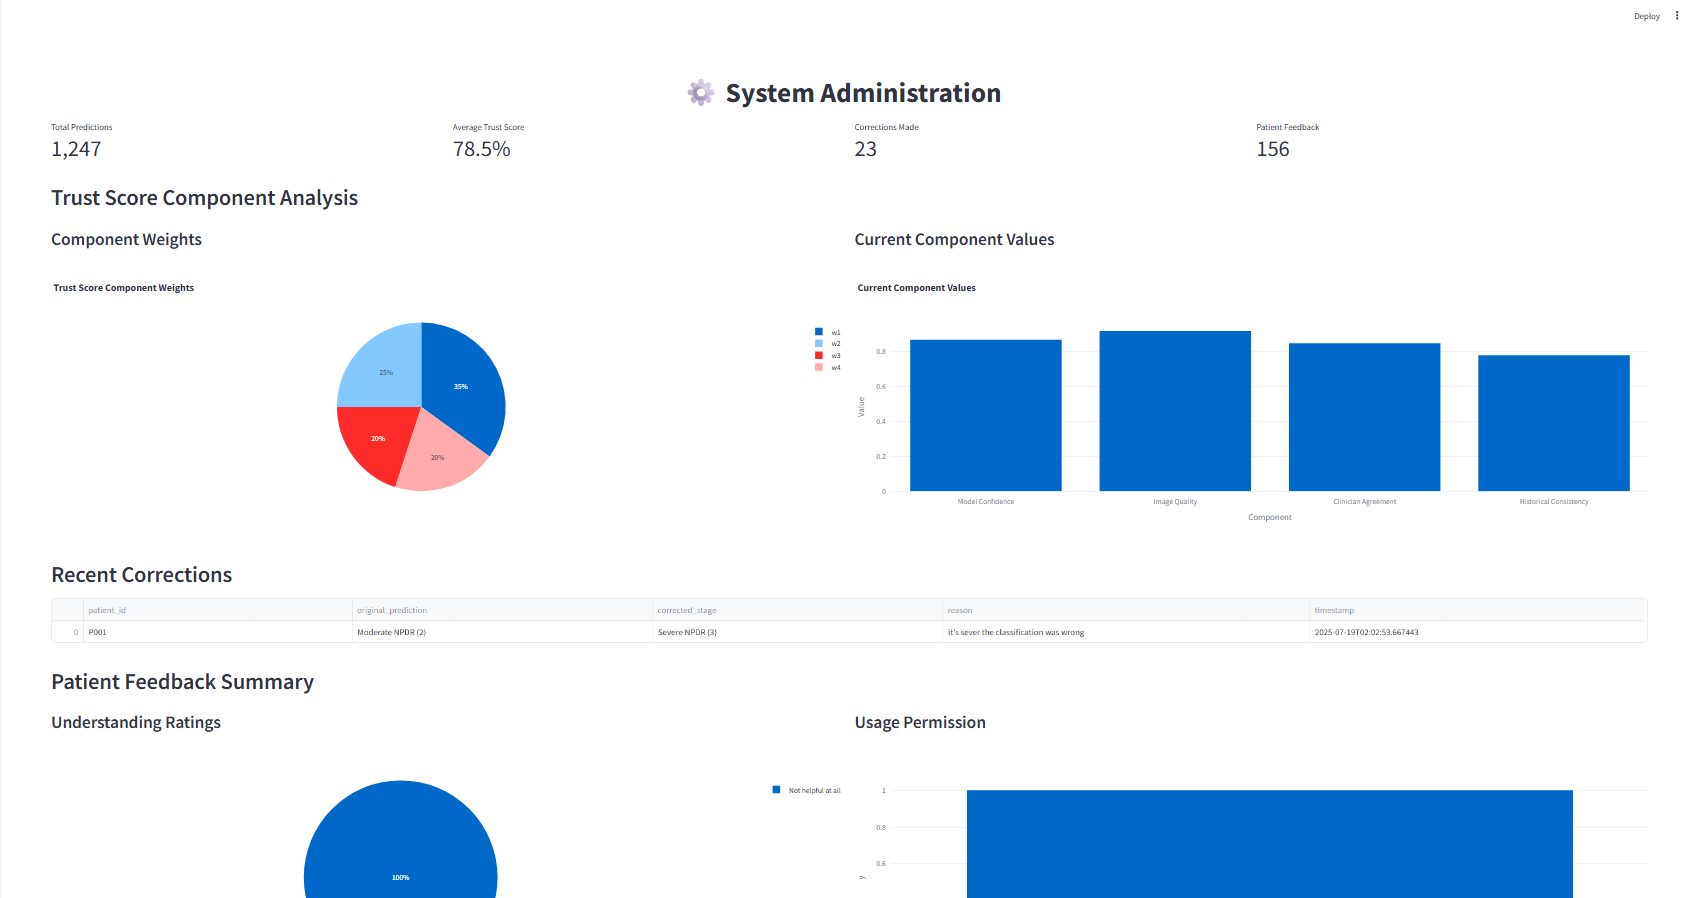 Deploy
System Administration
Total Predictions
1,247
Average Trust Score
78.5%
Corrections Made
23
Patient Feedback
156
Trust Score Component Analysis
Component Weights
Trust Score Component Weights
25%
35%
20%
20%
w1
w2
w3
w4
Current Component Values
Current Component Values
0.8
0.6
0.4
0.2
0
Value
Model Confidence
Image Quality
Clinician Agreement
Historical Consistency
Component
Recent Corrections
patient_id original_prediction corrected_stage reason timestamp
0 P001 Moderate NPDR (2) Severe NPDR (3) it's sever the classification was wrong 2025-07-19T02:02:53.667443
Patient Feedback Summary
Understanding Ratings
Not helpful at all
100%
Usage Permission
1
0.8
0.6
y